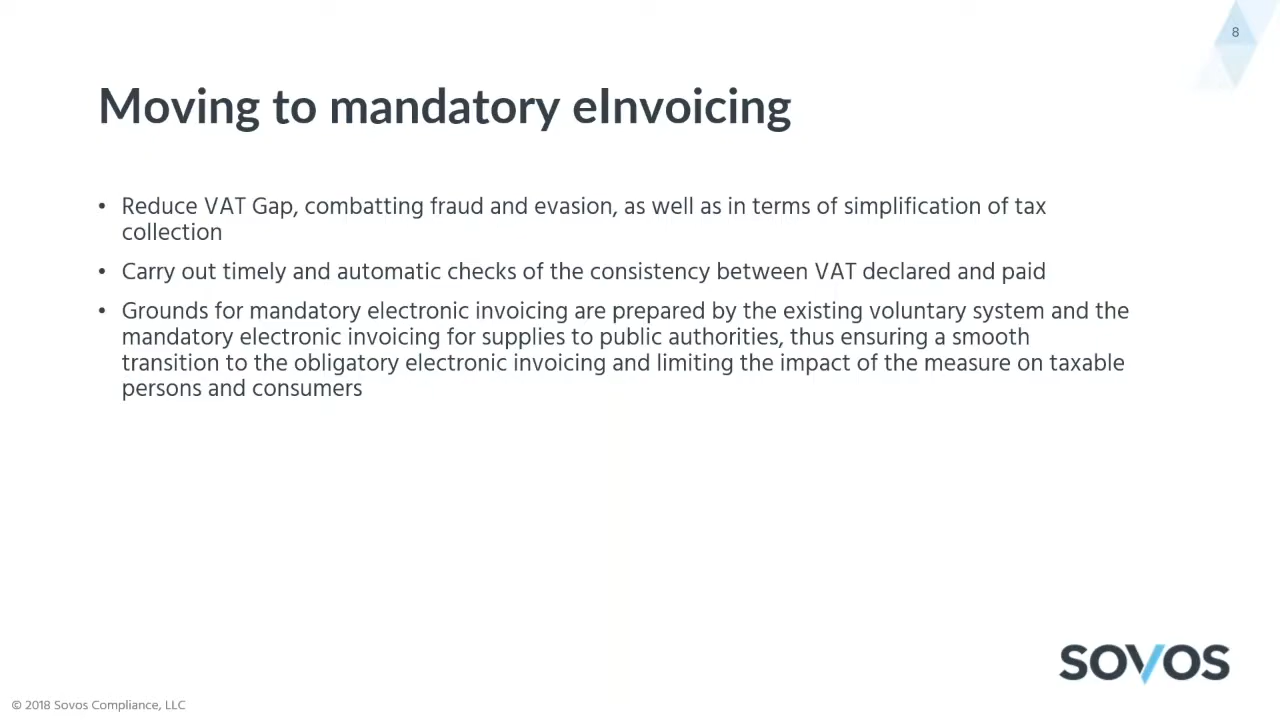 8
Moving to mandatory eInvoicing
• Reduce VAT Gap, combatting fraud and evasion, as well as in terms of simplification of tax
collection
• Carry out timely and automatic checks of the consistency between VAT declared and paid
• Grounds for mandatory electronic invoicing are prepared by the existing voluntary system and the
mandatory electronic invoicing for supplies to public authorities, thus ensuring a smooth
transition to the obligatory electronic invoicing and limiting the impact of the measure on taxable
persons and consumers
SOVOS
© 2018 Sovos Compliance, LLC